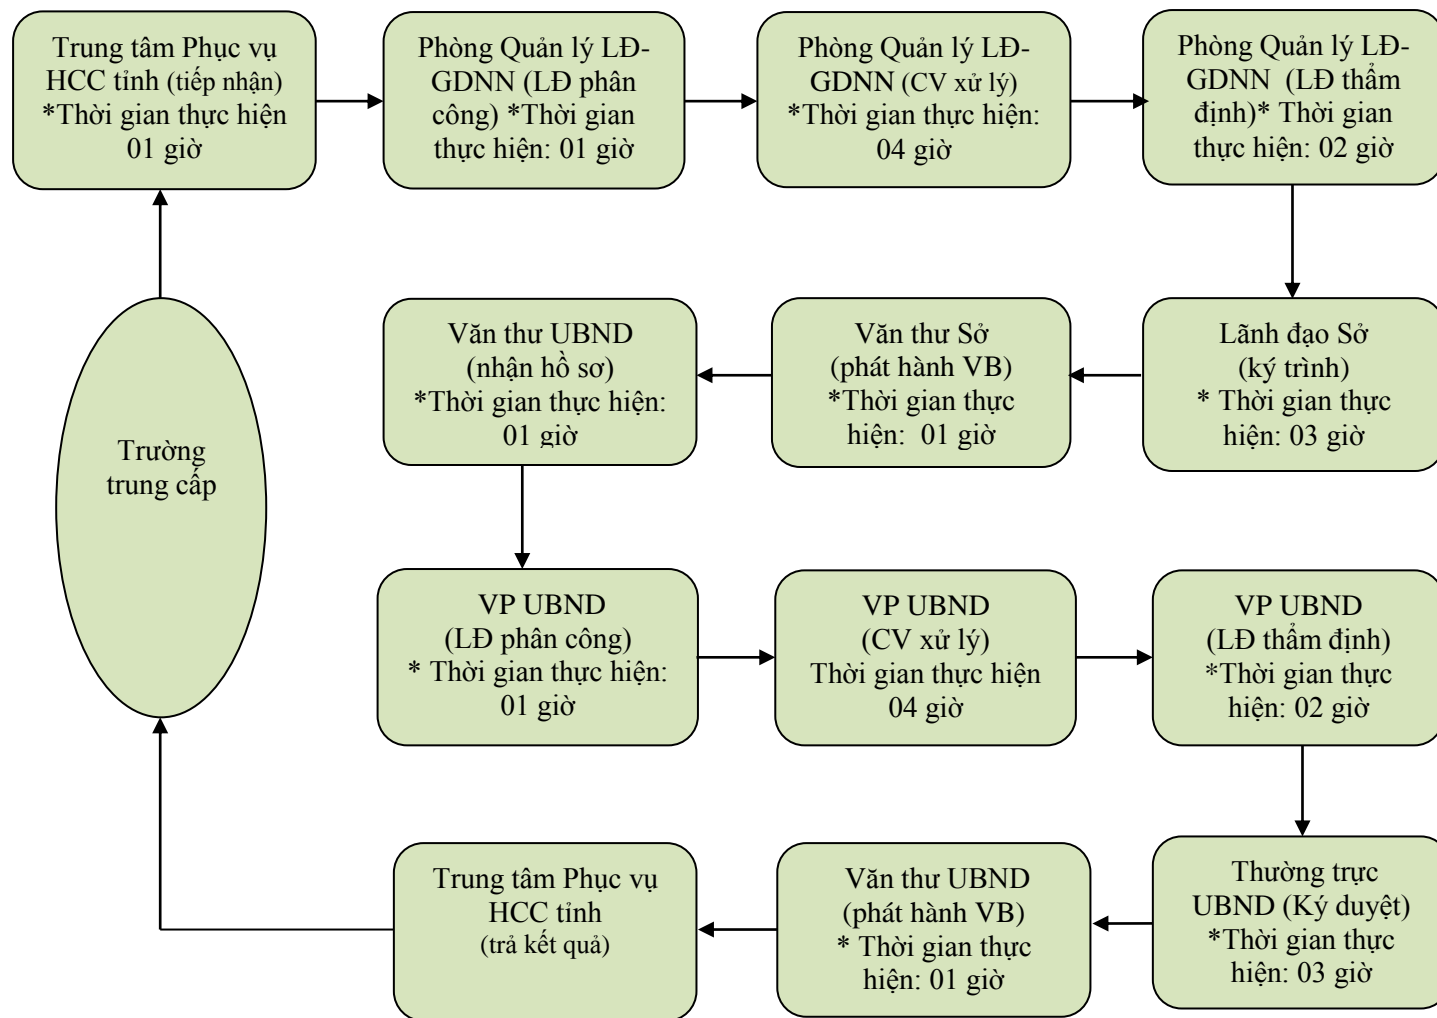 Trung tâm Phục vụ
HCC tỉnh (tiếp nhận)
*Thời gian thực hiện
01 giờ
Phòng Quản lý LĐ-
GDNN (LĐ phân
công) *Thời gian
thực hiện: 01 giờ
Phòng Quản lý LĐ-
GDNN (CV xử lý)
*Thời gian thực hiện:
04 giờ
Phòng Quản lý LĐ-
GDNN  (LĐ thẩm
định)* Thời gian
thực hiện: 02 giờ
Lãnh đạo Sở
(ký trình)
* Thời gian thực
hiện: 03 giờ
Văn thư Sở
(phát hành VB)
*Thời gian thực
hiện:  01 giờ
Văn thư UBND
(nhận hồ sơ)
*Thời gian thực hiện:
01 giờ
VP UBND
(LĐ phân công)
* Thời gian thực hiện:
01 giờ
VP UBND
(CV xử lý)
Thời gian thực hiện
04 giờ
VP UBND
(LĐ thẩm định)
*Thời gian thực
hiện: 02 giờ
Thường trực
UBND (Ký duyệt)
*Thời gian thực
hiện: 03 giờ
Văn thư UBND
(phát hành VB)
* Thời gian thực
hiện: 01 giờ
Trung tâm Phục vụ
HCC tỉnh
(trả kết quả)
Trường
trung cấp